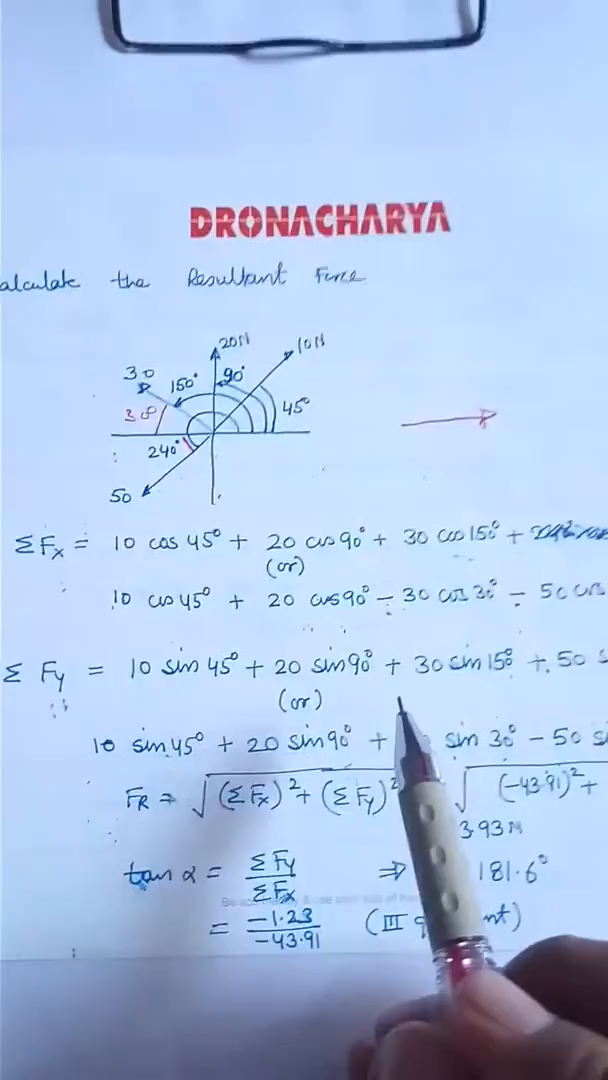 DRONACHARYA
alculate the Resultant Force
20N
10N
30
150°
90°
30°
45°
240°
50
ΣFx = 10 cos 45° + 20 cos 90° + 30 cos 150° +
(or)
10 cos 45° + 20 cos 90° - 30 cos 30° - 50 cos
Σ Fy = 10 sin 45° + 20 sin 90° + 30 sin 150° + 50 s
(or)
10 sin 45° + 20 sin 90° + sin 30° - 50 si
FR ⇒ √(ΣFx)² + (ΣFy)² √(-43.91)² +
3.93N
tan α = ΣFy / ΣFx ⇒ 181.6°
= -1.23 / -43.91 (III q nt)